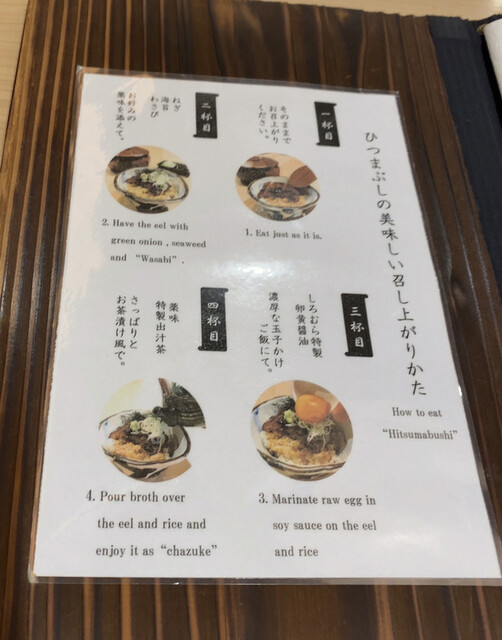 ひつまぶしの美味しい召し上がりかた
How to eat
“Hitsumabushi”
一杯目
そのままで
お召上がり
ください。
1. Eat just as it is.
二杯目
ねぎ
海苔
わさび
お好みの
薬味を添えて。
2. Have the eel with
green onion , seaweed
and “Wasabi” .
三杯目
しろむら特製
卵黄醤油
濃厚な玉子かけ
ご飯にて。
3. Marinate raw egg in
soy sauce on the eel
and rice
四杯目
薬味
特製出汁茶
さっぱりと
お茶漬け風で。
4. Pour broth over
the eel and rice and
enjoy it as “chazuke”